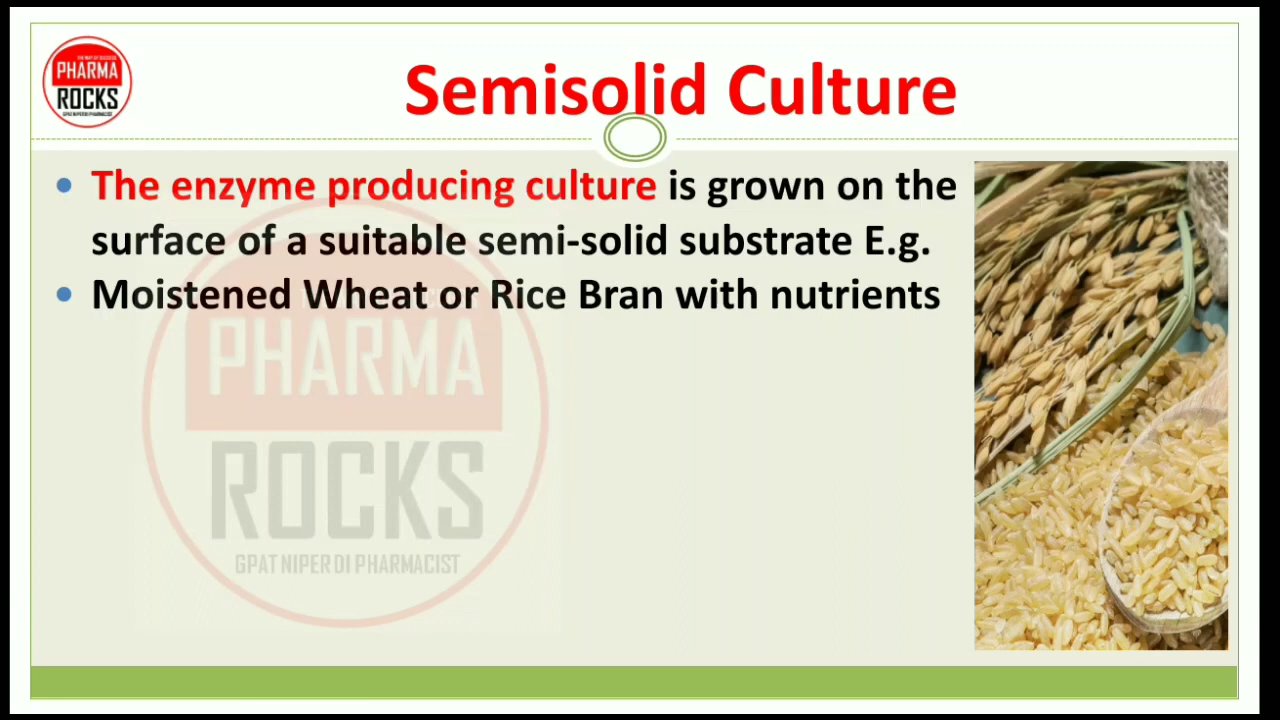 PHARMA
ROCKS
Semisolid Culture
The enzyme producing culture is grown on the
surface of a suitable semi-solid substrate E.g.
Moistened Wheat or Rice Bran with nutrients
PHARMA
ROCKS
GPAT NIPER DI PHARMACIST